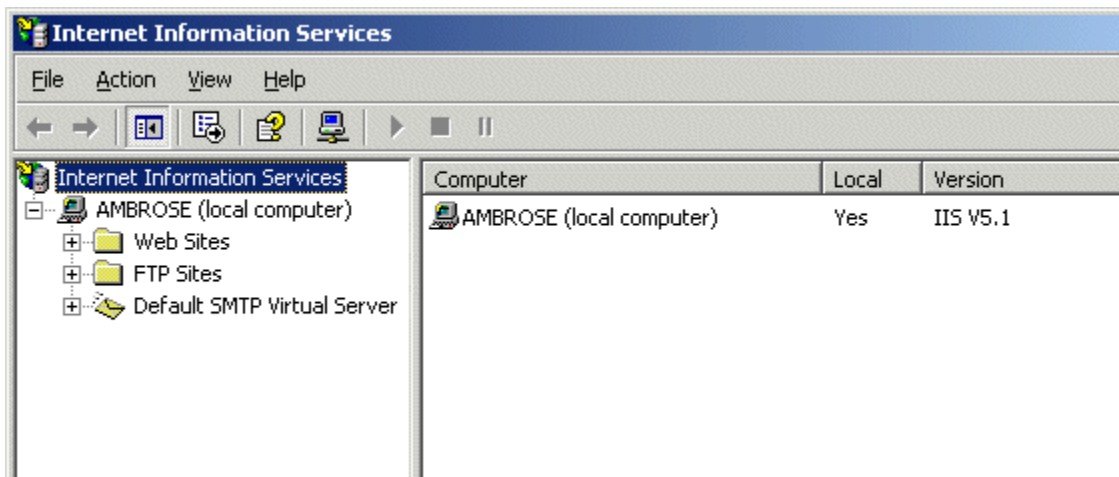 Internet Information Services
File Action View Help
Internet Information Services
AMBROSE (local computer)
Web Sites
FTP Sites
Default SMTP Virtual Server
Computer Local Version
AMBROSE (local computer) Yes IIS V5.1